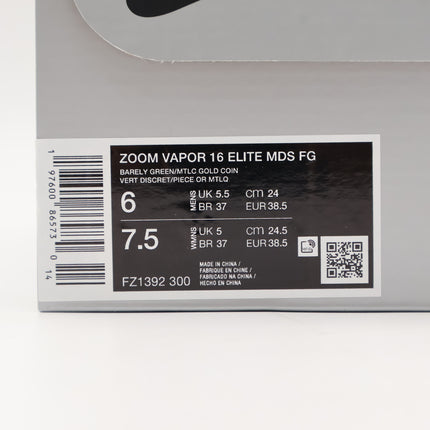 ZOOM VAPOR 16 ELITE MDS FG
BARELY GREEN/MTLC GOLD COIN
VERT DISCRET/PIECE OR MTLQ
6 MENS UK 5.5 cm 24
BR 37 EUR 38.5
7.5 WMNS UK 5 cm 24.5
BR 37 EUR 38.5
FZ1392 300
MADE IN CHINA /
FABRIQUE EN CHINE /
FABRICADO NA CHINA /
HECHO EN CHINA
1 97600 86573 0 14